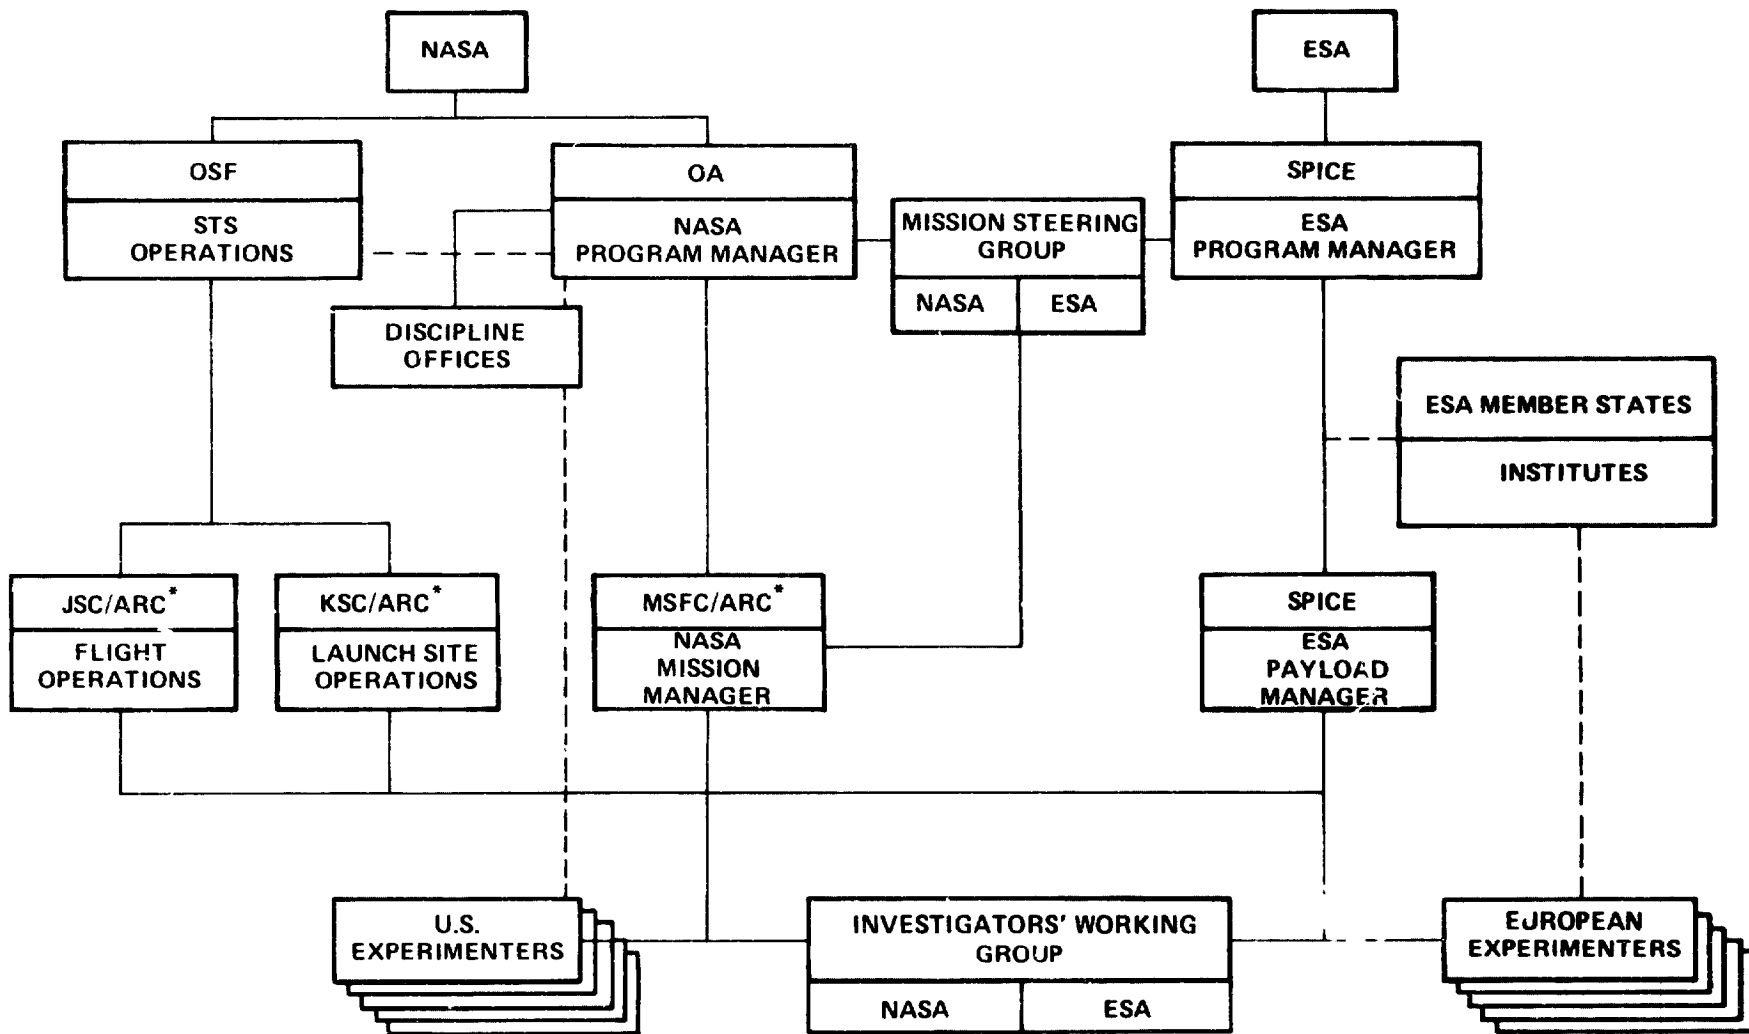 NASA
ESA
OSF
STS
OPERATIONS
OA
NASA
PROGRAM MANAGER
MISSION STEERING
GROUP
NASA
ESA
SPICE
ESA
PROGRAM MANAGER
DISCIPLINE
OFFICES
ESA MEMBER STATES
INSTITUTES
JSC/ARC*
FLIGHT
OPERATIONS
KSC/ARC*
LAUNCH SITE
OPERATIONS
MSFC/ARC*
NASA
MISSION
MANAGER
SPICE
ESA
PAYLOAD
MANAGER
U.S.
EXPERIMENTERS
INVESTIGATORS' WORKING
GROUP
NASA
ESA
EUROPEAN
EXPERIMENTERS